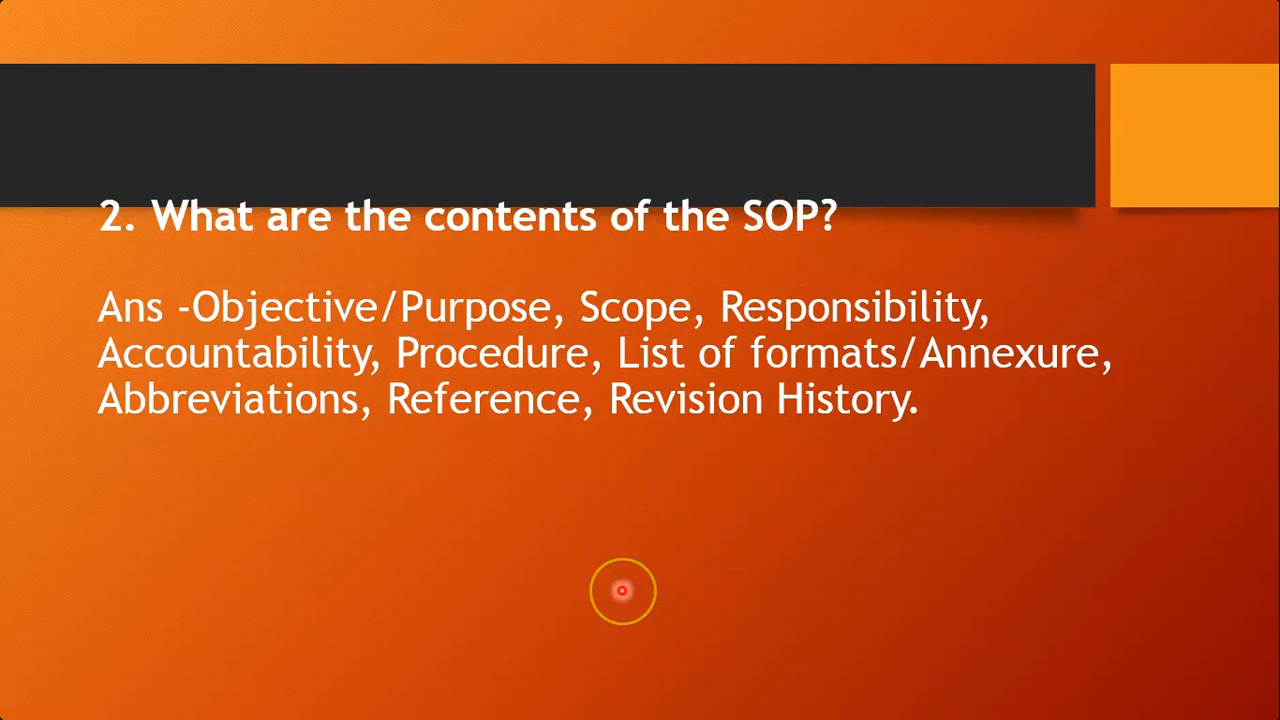 2. What are the contents of the SOP?
Ans -Objective/Purpose, Scope, Responsibility,
Accountability, Procedure, List of formats/Annexure,
Abbreviations, Reference, Revision History.